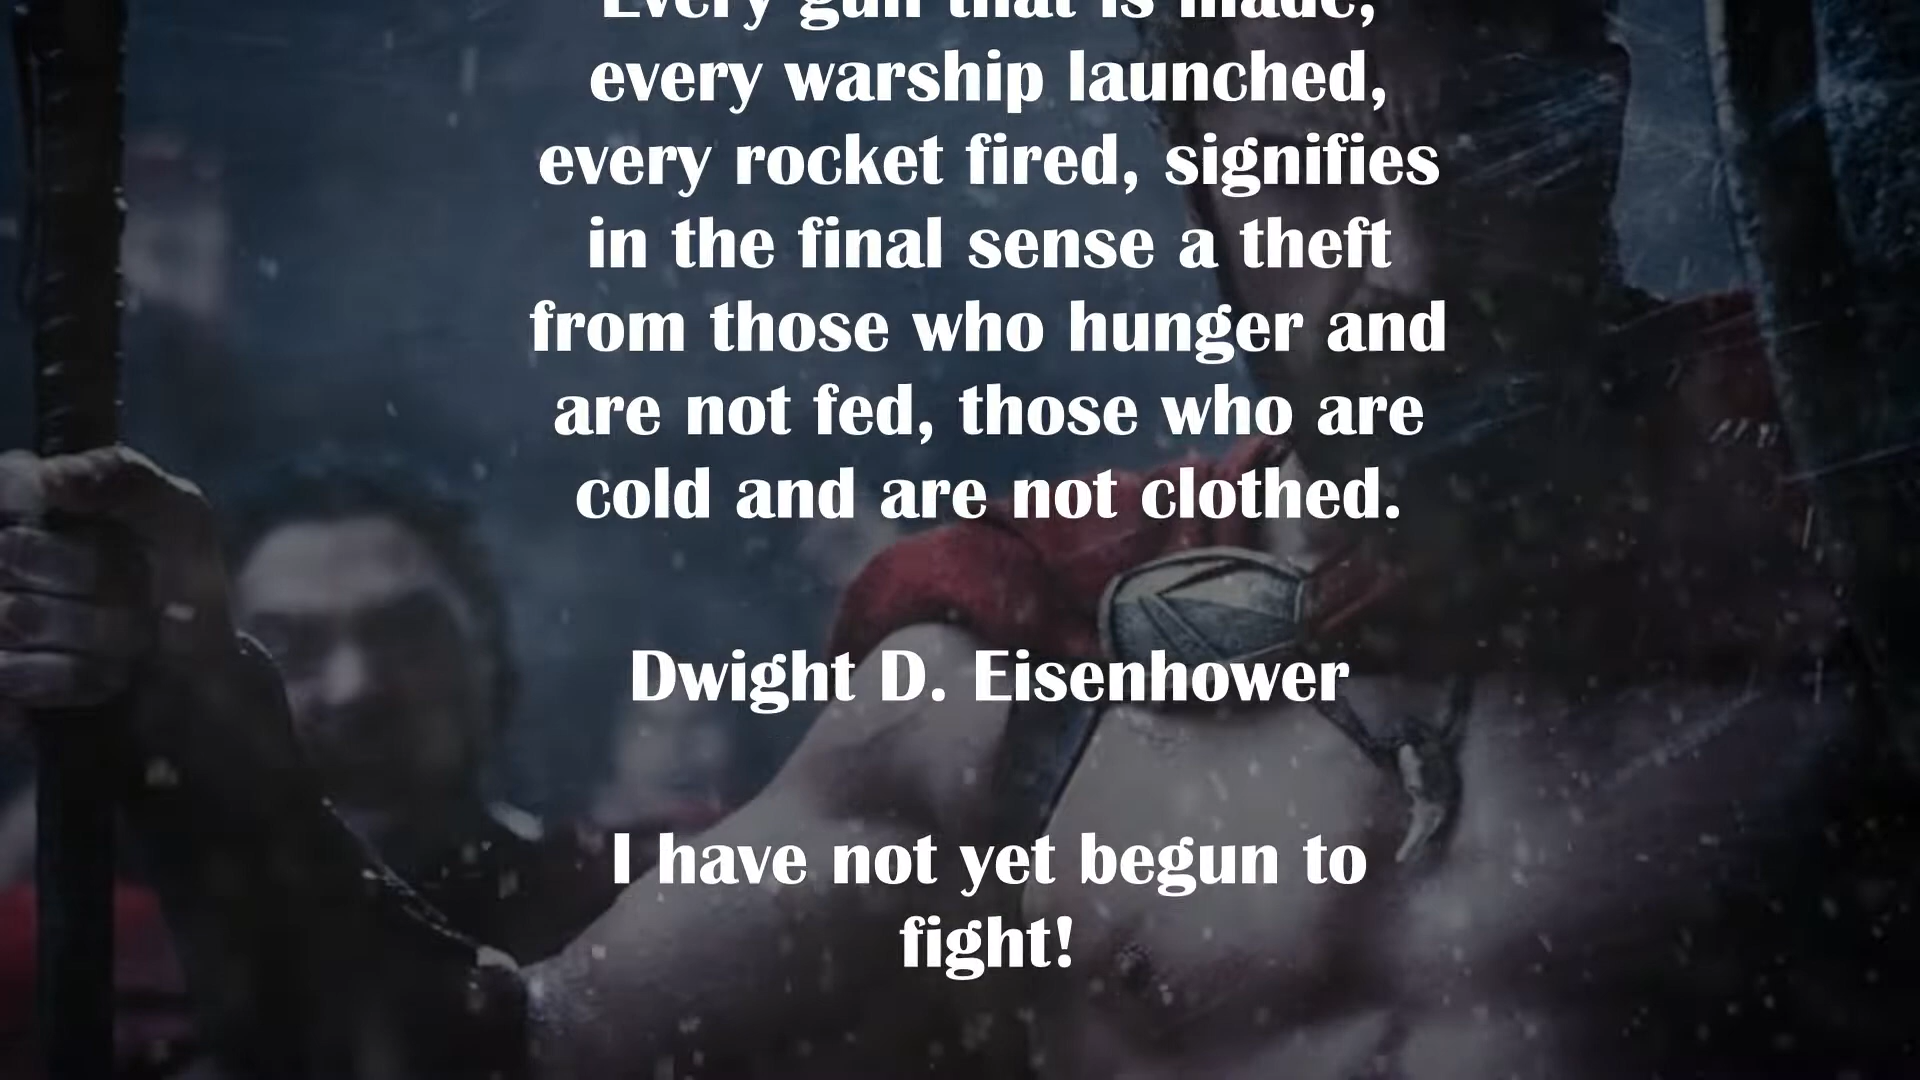 Every gun that is made,
every warship launched,
every rocket fired, signifies
in the final sense a theft
from those who hunger and
are not fed, those who are
cold and are not clothed.
Dwight D. Eisenhower
I have not yet begun to
fight!